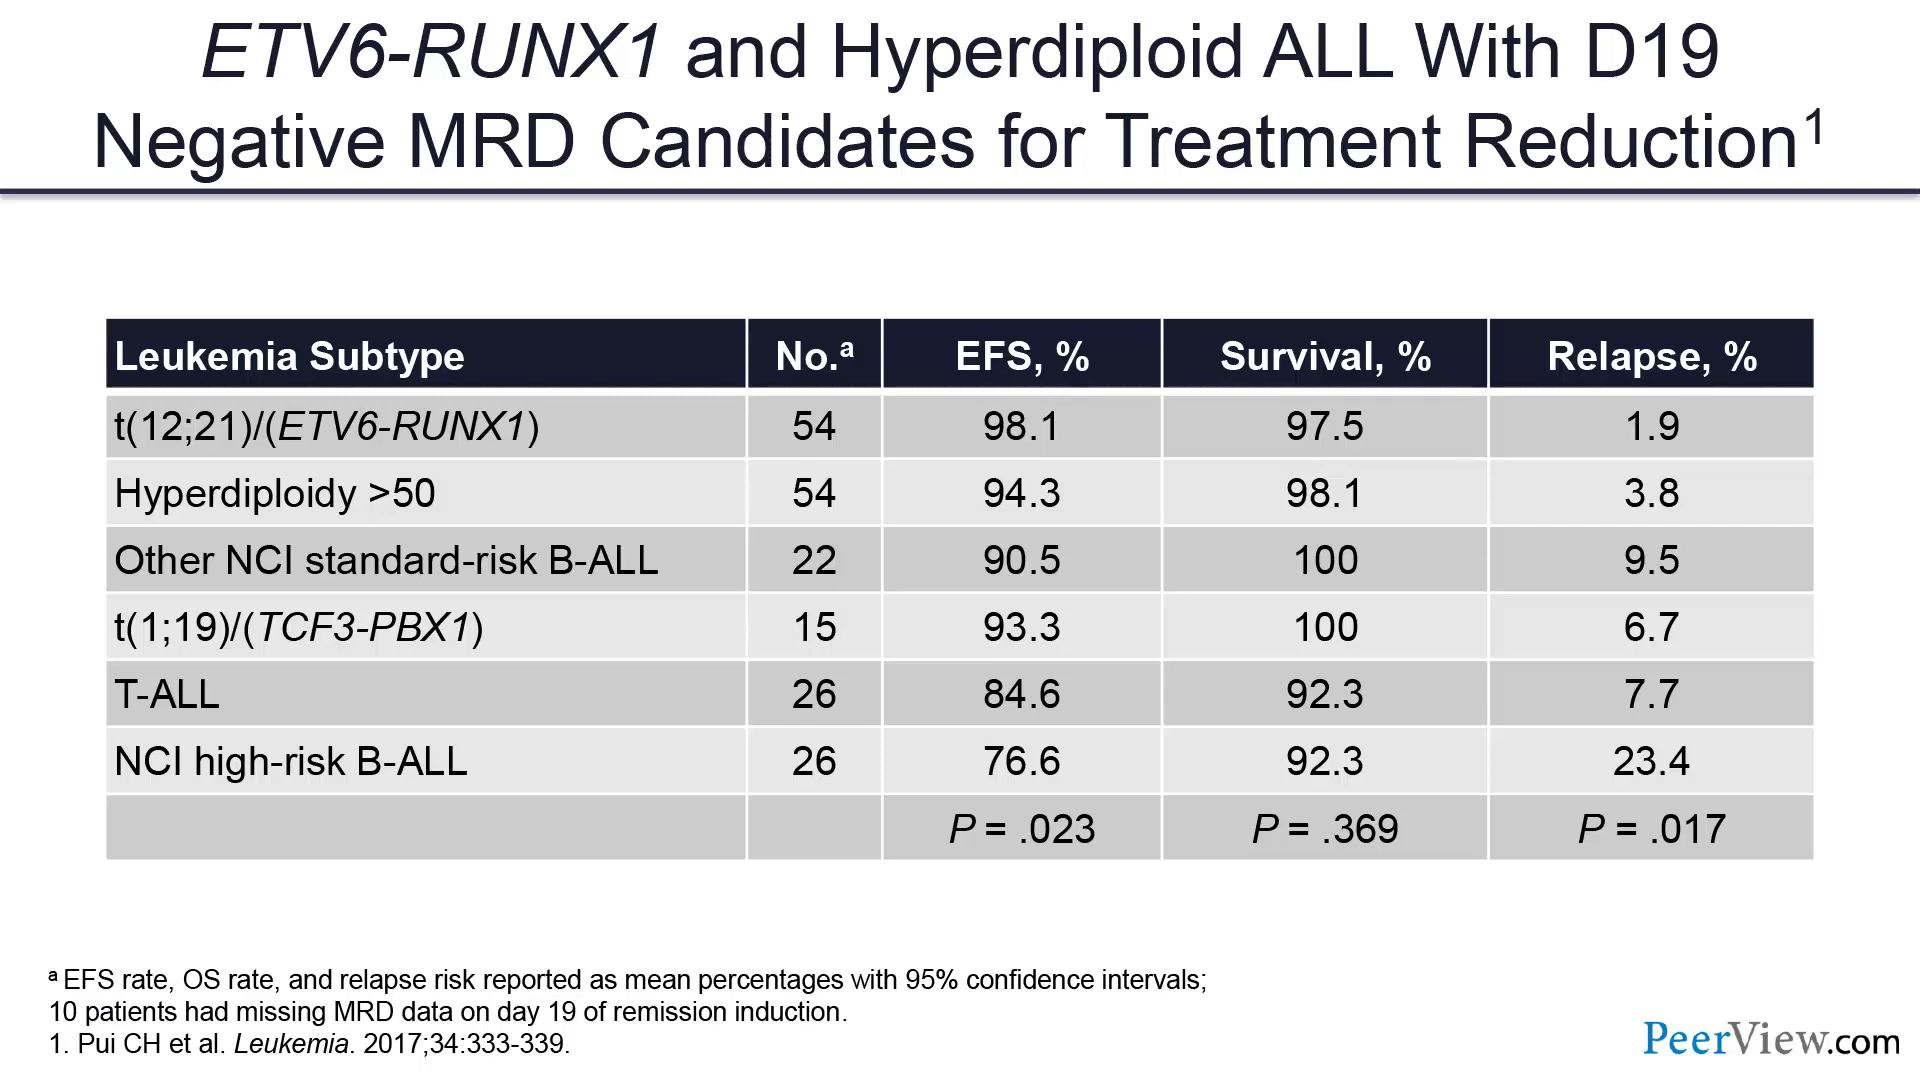 ETV6-RUNX1 and Hyperdiploid ALL With D19
Negative MRD Candidates for Treatment Reduction1
Leukemia Subtype No.a EFS, % Survival, % Relapse, %
t(12;21)/(ETV6-RUNX1) 54 98.1 97.5 1.9
Hyperdiploidy >50 54 94.3 98.1 3.8
Other NCI standard-risk B-ALL 22 90.5 100 9.5
t(1;19)/(TCF3-PBX1) 15 93.3 100 6.7
T-ALL 26 84.6 92.3 7.7
NCI high-risk B-ALL 26 76.6 92.3 23.4
P = .023 P = .369 P = .017
a EFS rate, OS rate, and relapse risk reported as mean percentages with 95% confidence intervals;
10 patients had missing MRD data on day 19 of remission induction.
1. Pui CH et al. Leukemia. 2017;34:333-339.
PeerView.com